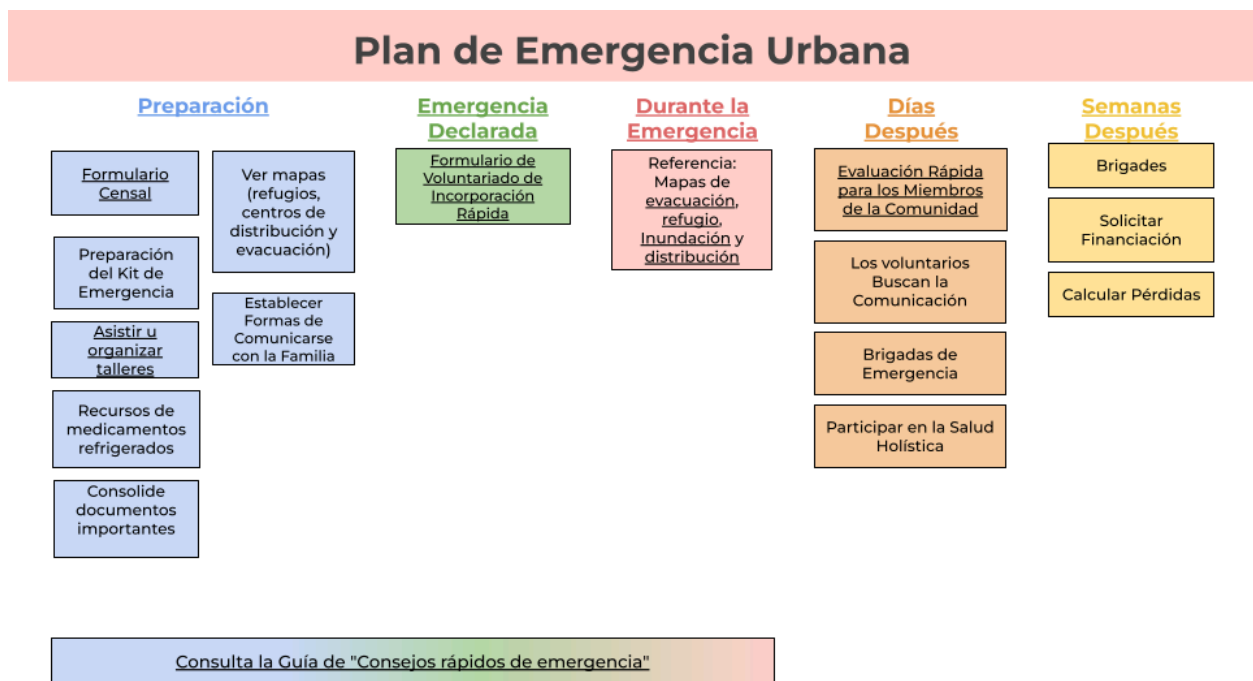 Plan de Emergencia Urbana
Preparación
Formulario
Censal
Preparación
del Kit de
Emergencia
Asistir u
organizar
talleres
Recursos de
medicamentos
refrigerados
Consolide
documentos
importantes
Ver mapas
(refugios,
centros de
distribución y
evacuación)
Establecer
Formas de
Comunicarse
con la Familia
Emergencia
Declarada
Formulario de
Voluntariado de
Incorporación
Rápida
Durante la
Emergencia
Referencia:
Mapas de
evacuación,
refugio,
Inundación y
distribución
Días
Después
Evaluación Rápida
para los Miembros
de la Comunidad
Los voluntarios
Buscan la
Comunicación
Brigadas de
Emergencia
Participar en la Salud
Holística
Semanas
Después
Brigades
Solicitar
Financiación
Calcular Pérdidas
Consulta la Guía de "Consejos rápidos de emergencia"